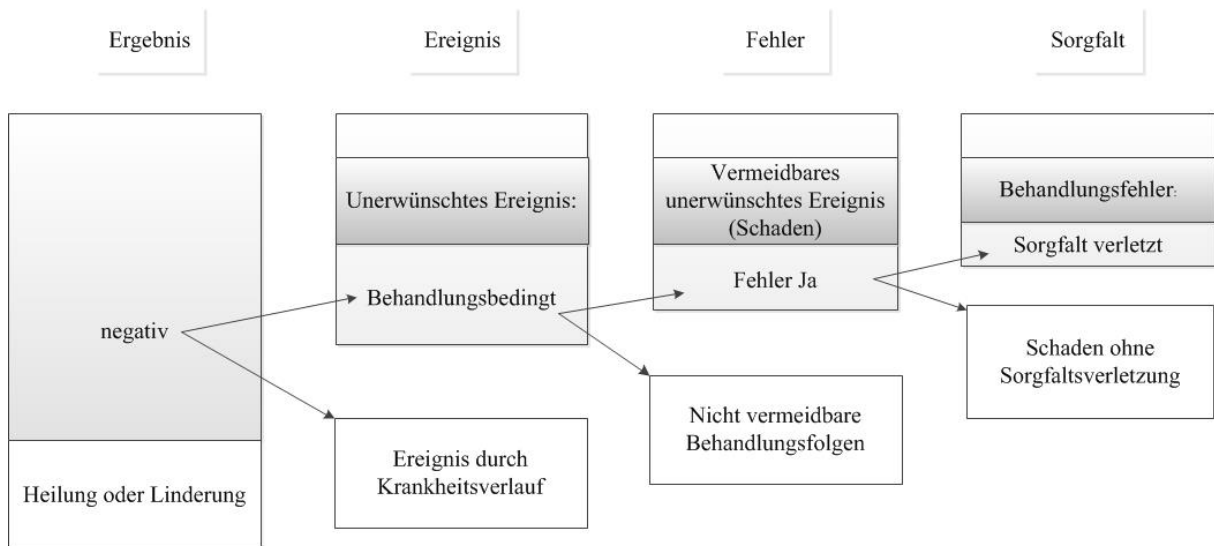 Ergebnis
Ereignis
Fehler
Sorgfalt
negativ
Heilung oder Linderung
Unerwünschtes Ereignis:
Behandlungsbedingt
Ereignis durch
Krankheitsverlauf
Vermeidbares
unerwünschtes Ereignis
(Schaden)
Fehler Ja
Nicht vermeidbare
Behandlungsfolgen
Behandlungsfehler:
Sorgfalt verletzt
Schaden ohne
Sorgfaltsverletzung